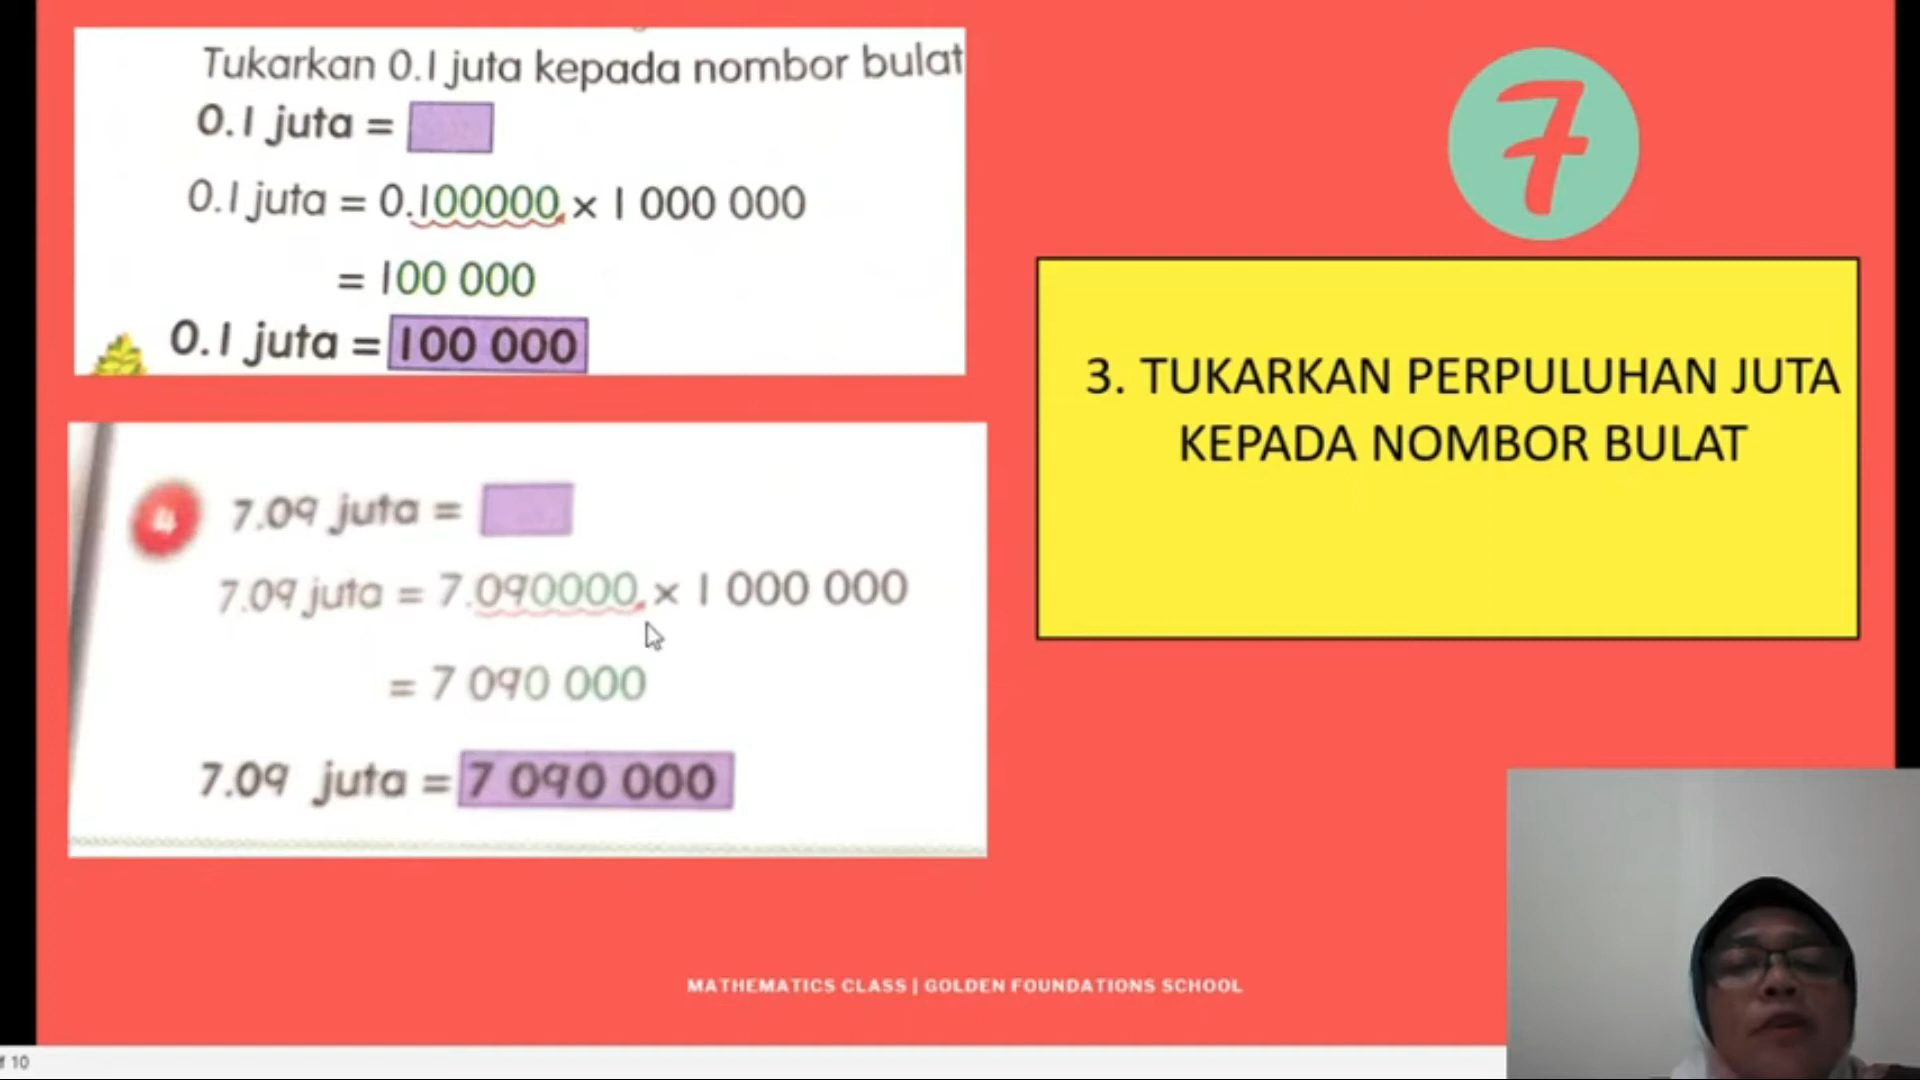 Tukarkan 0.1 juta kepada nombor bulat
0.1 juta =
0.1 juta = 0.100000. × 1 000 000
= 100 000
0.1 juta = 100 000
4 7.09 juta =
7.09 juta = 7.090000. × 1 000 000
= 7 090 000
7.09 juta = 7 090 000
7
3. TUKARKAN PERPULUHAN JUTA
KEPADA NOMBOR BULAT
MATHEMATICS CLASS | GOLDEN FOUNDATIONS SCHOOL
10